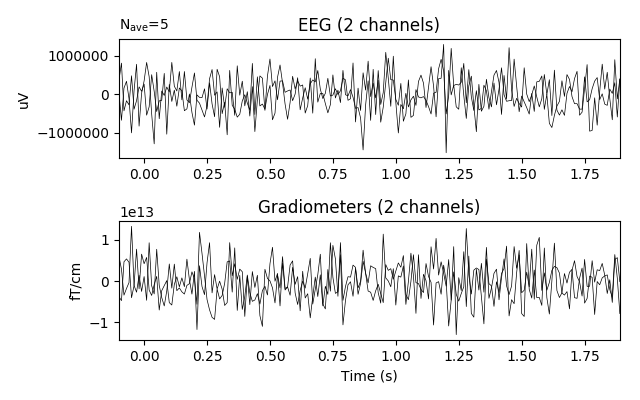 Nave=5
EEG (2 channels)
1000000
0
−1000000
uV
0.00 0.25 0.50 0.75 1.00 1.25 1.50 1.75
1e13
Gradiometers (2 channels)
1
0
−1
fT/cm
0.00 0.25 0.50 0.75 1.00 1.25 1.50 1.75
Time (s)